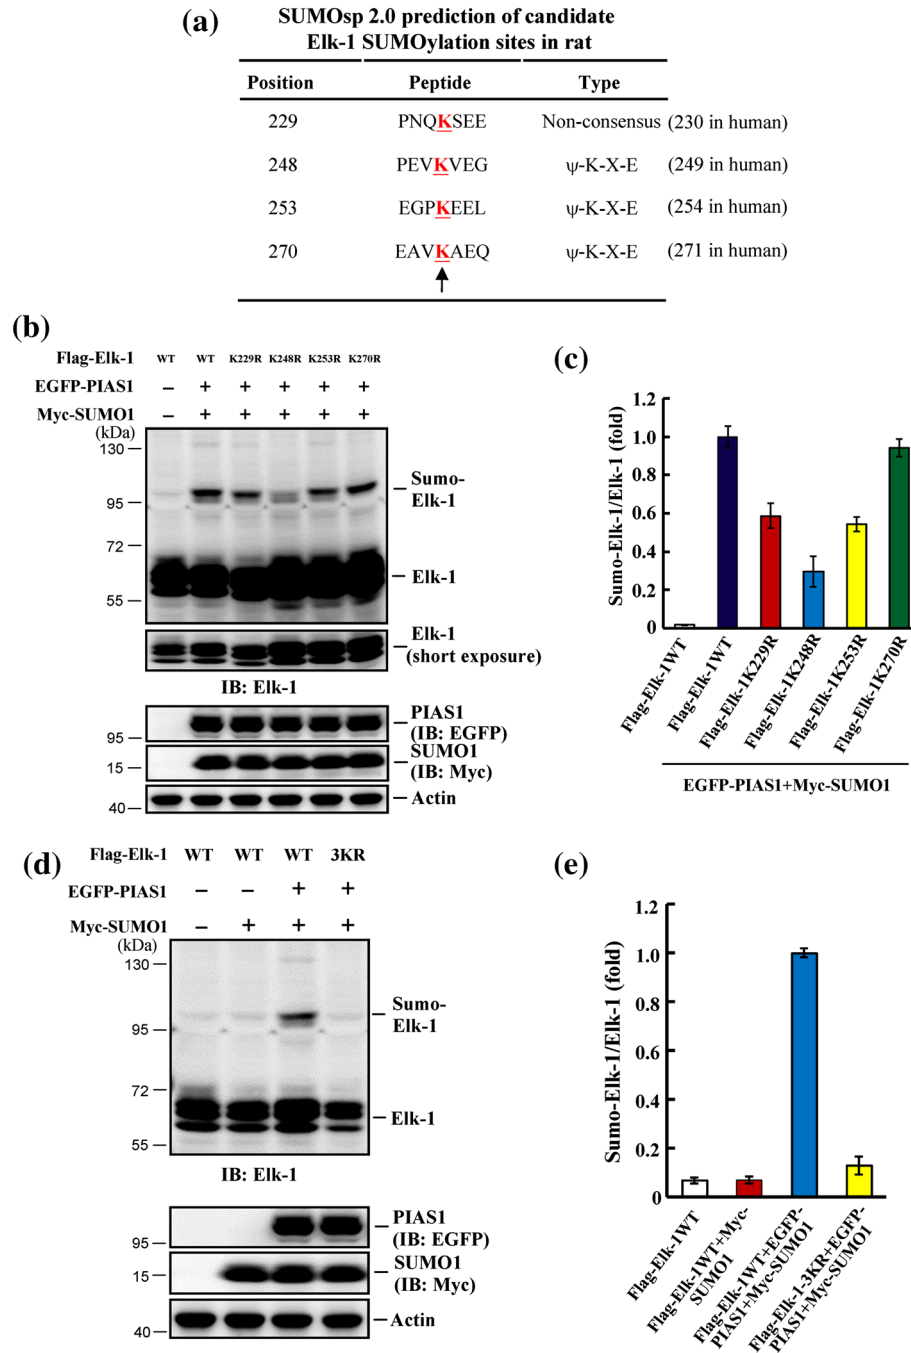 (a)
SUMOsp 2.0 prediction of candidate
Elk-1 SUMOylation sites in rat
Position Peptide Type
229 PNQKSEE Non-consensus (230 in human)
248 PEVKVEG ψ-K-X-E (249 in human)
253 EGPKEEL ψ-K-X-E (254 in human)
270 EAVKAEQ ψ-K-X-E (271 in human)
(b)
Flag-Elk-1 WT WT K229R K248R K253R K270R
EGFP-PIAS1 – + + + + +
Myc-SUMO1 – + + + + +
(kDa)
130
Sumo-
Elk-1
95
72
Elk-1
55
Elk-1
(short exposure)
IB: Elk-1
PIAS1
(IB: EGFP)
95
SUMO1
(IB: Myc)
15
Actin
40
(c)
Sumo-Elk-1/Elk-1 (fold)
1.2
1.0
0.8
0.6
0.4
0.2
0
Flag-Elk-1WT
Flag-Elk-1WT
Flag-Elk-1K229R
Flag-Elk-1K248R
Flag-Elk-1K253R
Flag-Elk-1K270R
EGFP-PIAS1+Myc-SUMO1
(d)
Flag-Elk-1 WT WT WT 3KR
EGFP-PIAS1 – – + +
Myc-SUMO1 – + + +
(kDa)
130
Sumo-
Elk-1
95
72
Elk-1
55
IB: Elk-1
PIAS1
(IB: EGFP)
95
SUMO1
(IB: Myc)
15
Actin
40
(e)
Sumo-Elk-1/Elk-1 (fold)
1.2
1.0
0.8
0.6
0.4
0.2
0
Flag-Elk-1WT
Flag-Elk-1WT+Myc-
SUMO1
Flag-Elk-1WT+EGFP-
PIAS1+Myc-SUMO1
Flag-Elk-1-3KR+EGFP-
PIAS1+Myc-SUMO1